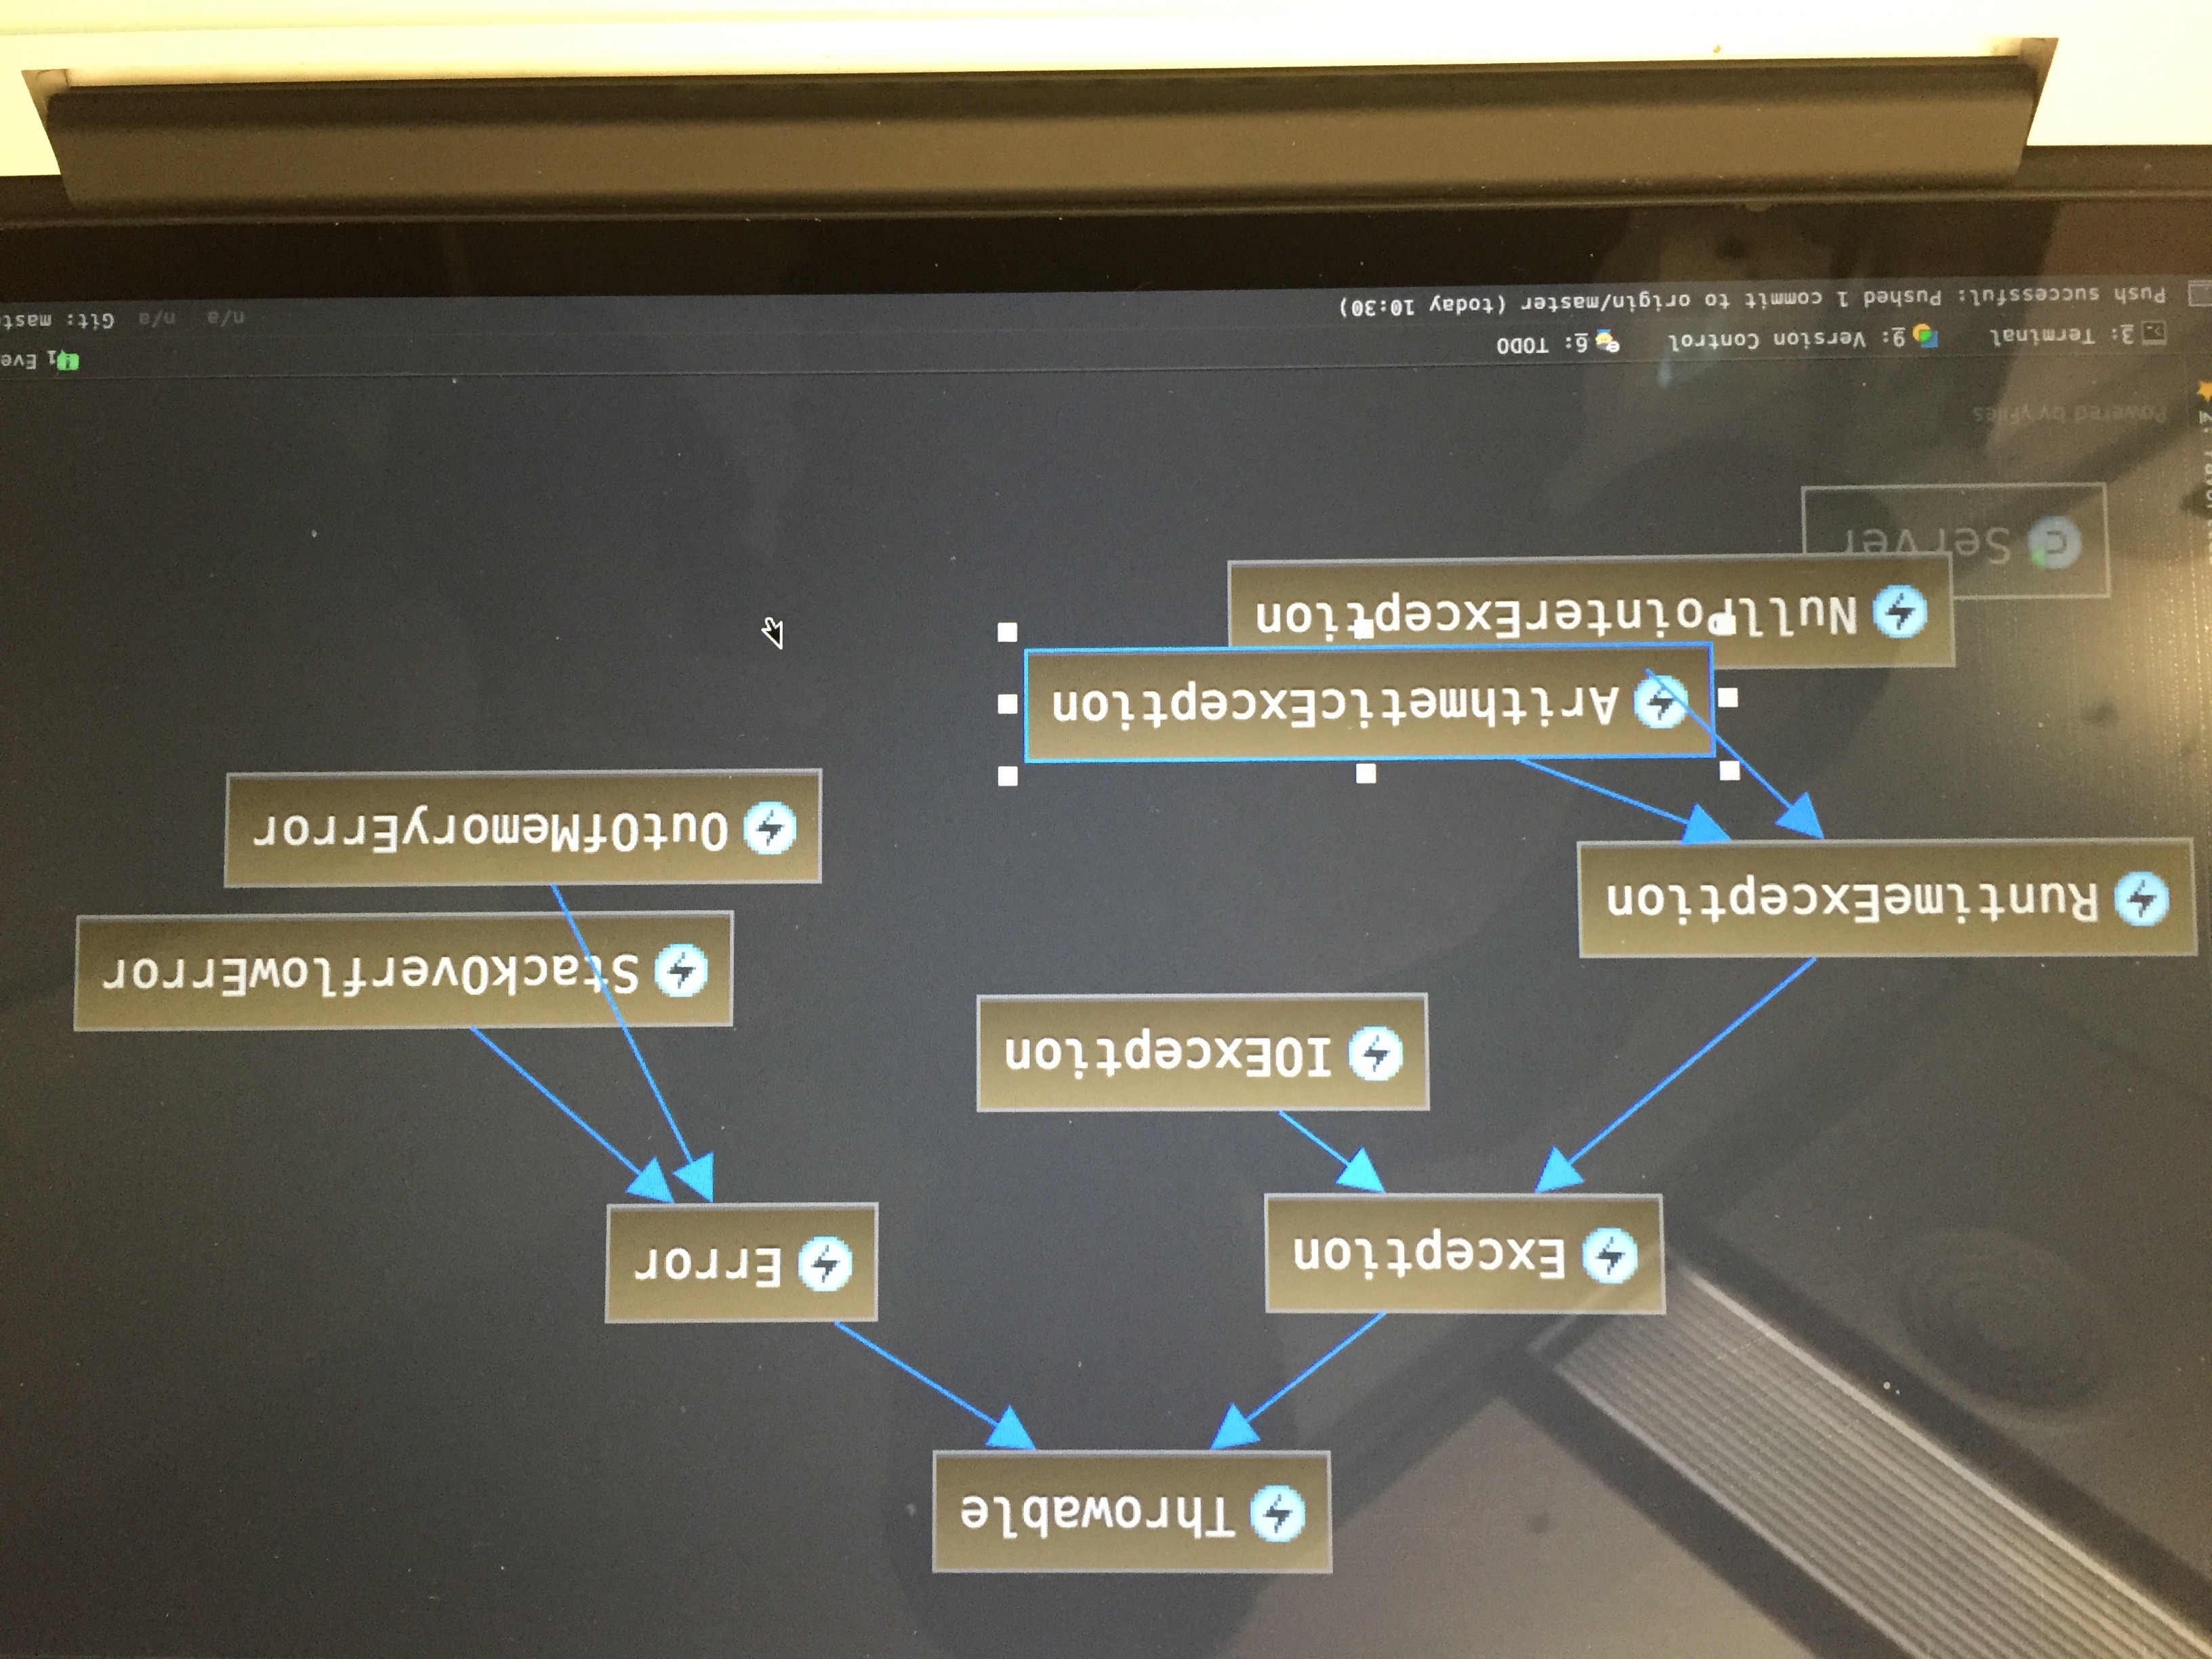 Throwable
Exception
Error
IOException
RuntimeException
StackOverflowError
OutOfMemoryError
ArithmeticException
NullPointerException
Server
Powered by yFiles
3: Terminal 9: Version Control 6: TODO
1 Eve
Push successful: Pushed 1 commit to origin/master (today 10:30)
n/a n/a Git: maste